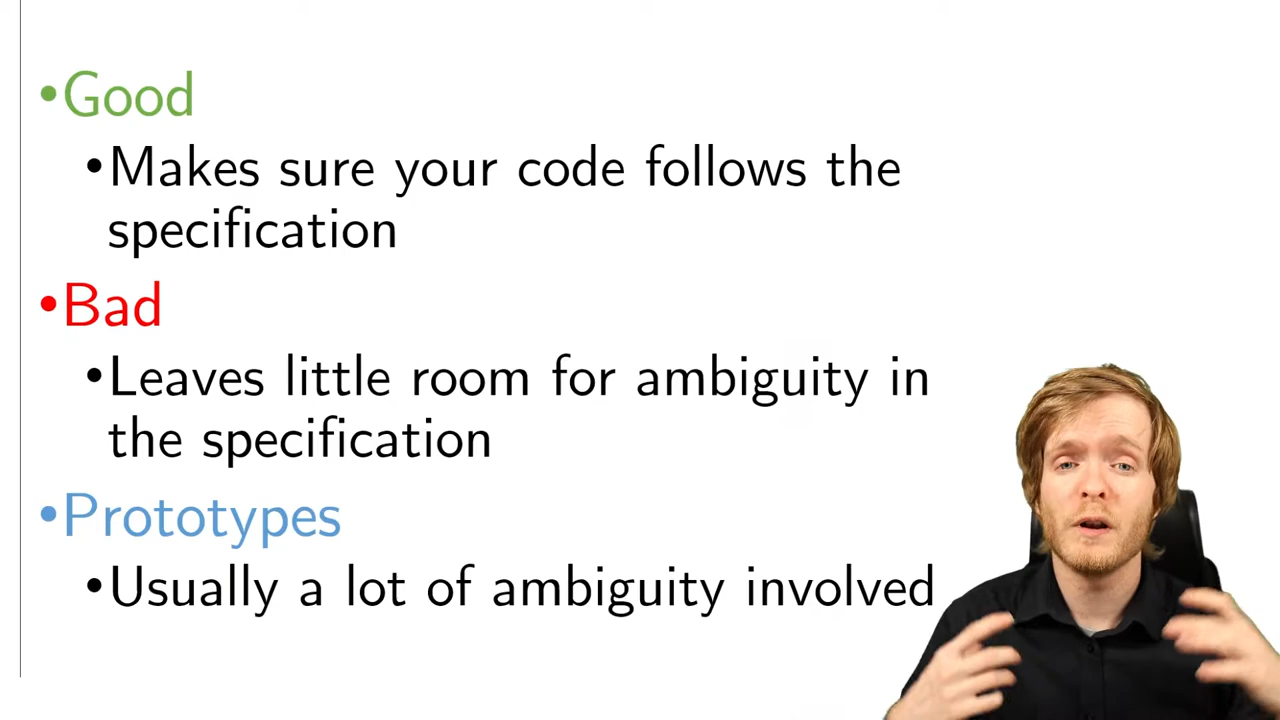 •Good
•Makes sure your code follows the
specification
•Bad
•Leaves little room for ambiguity in
the specification
•Prototypes
•Usually a lot of ambiguity involved